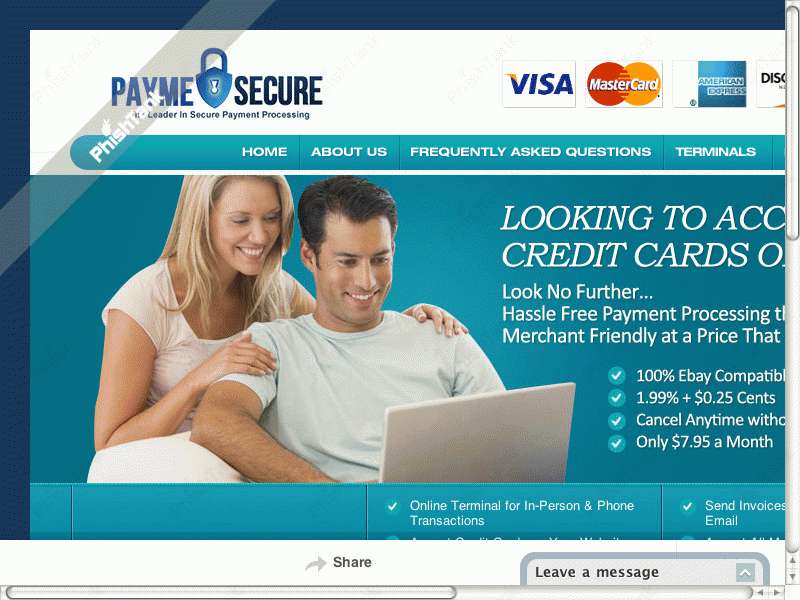 PAYME SECURE
Leader In Secure Payment Processing
PhishTank
VISA
MasterCard
AMERICAN EXPRESS
HOME
ABOUT US
FREQUENTLY ASKED QUESTIONS
TERMINALS
LOOKING TO ACC
CREDIT CARDS O
Look No Further...
Hassle Free Payment Processing th
Merchant Friendly at a Price That
100% Ebay Compatibl
1.99% + $0.25 Cents
Cancel Anytime witho
Only $7.95 a Month
Online Terminal for In-Person & Phone
Transactions
Send Invoices
Email
Share
Leave a message